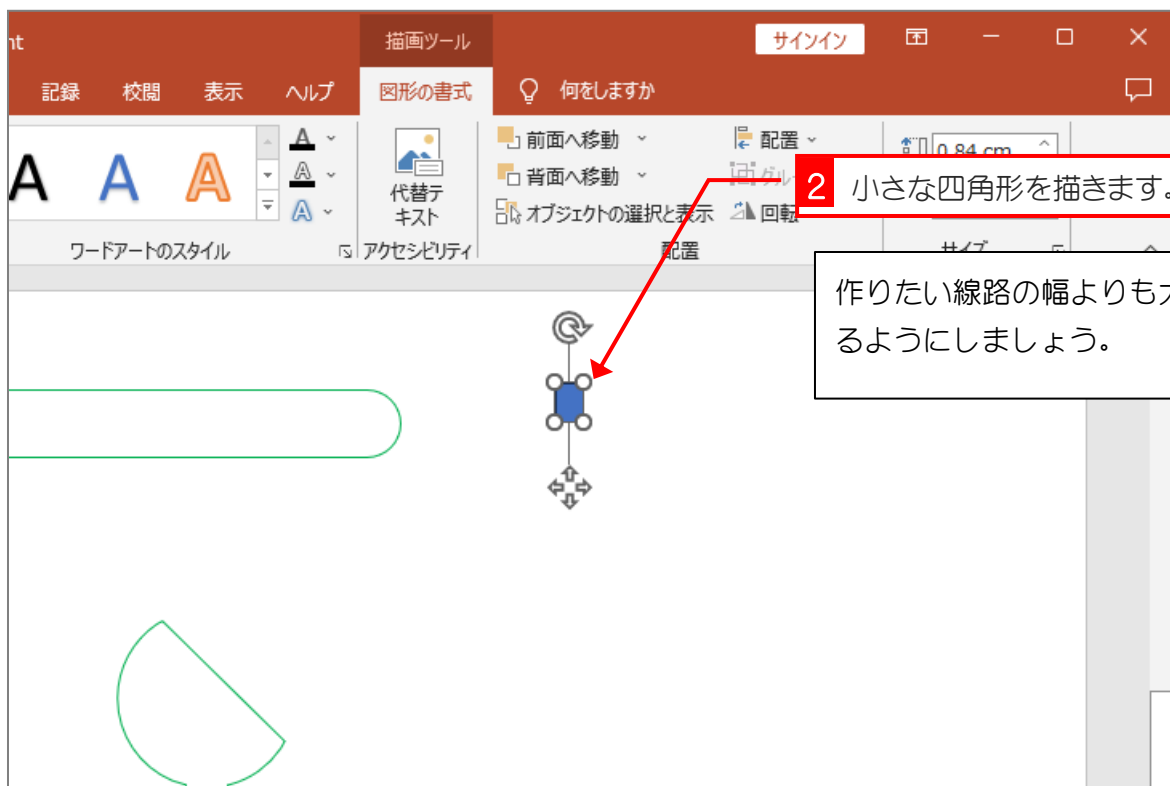 nt
描画ツール
サインイン
記録 校閲 表示 ヘルプ 図形の書式 何をしますか
A A A
A
A
A
代替テ
キスト
前面へ移動
背面へ移動
オブジェクトの選択と表示
配置
グル
回転
0.84 cm
ワードアートのスタイル アクセシビリティ 配置 サイズ
2 小さな四角形を描きます。
作りたい線路の幅よりも大
るようにしましょう。